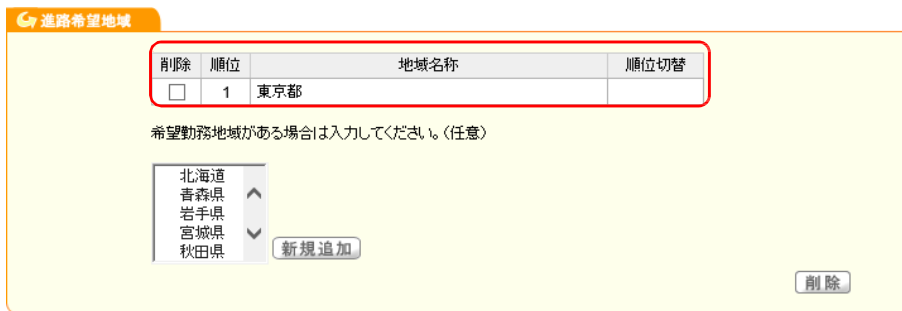 進路希望地域
削除 順位 地域名称 順位切替
1 東京都
希望勤務地域がある場合は入力してください。(任意)
北海道
青森県
岩手県
宮城県
秋田県
新規追加
削除